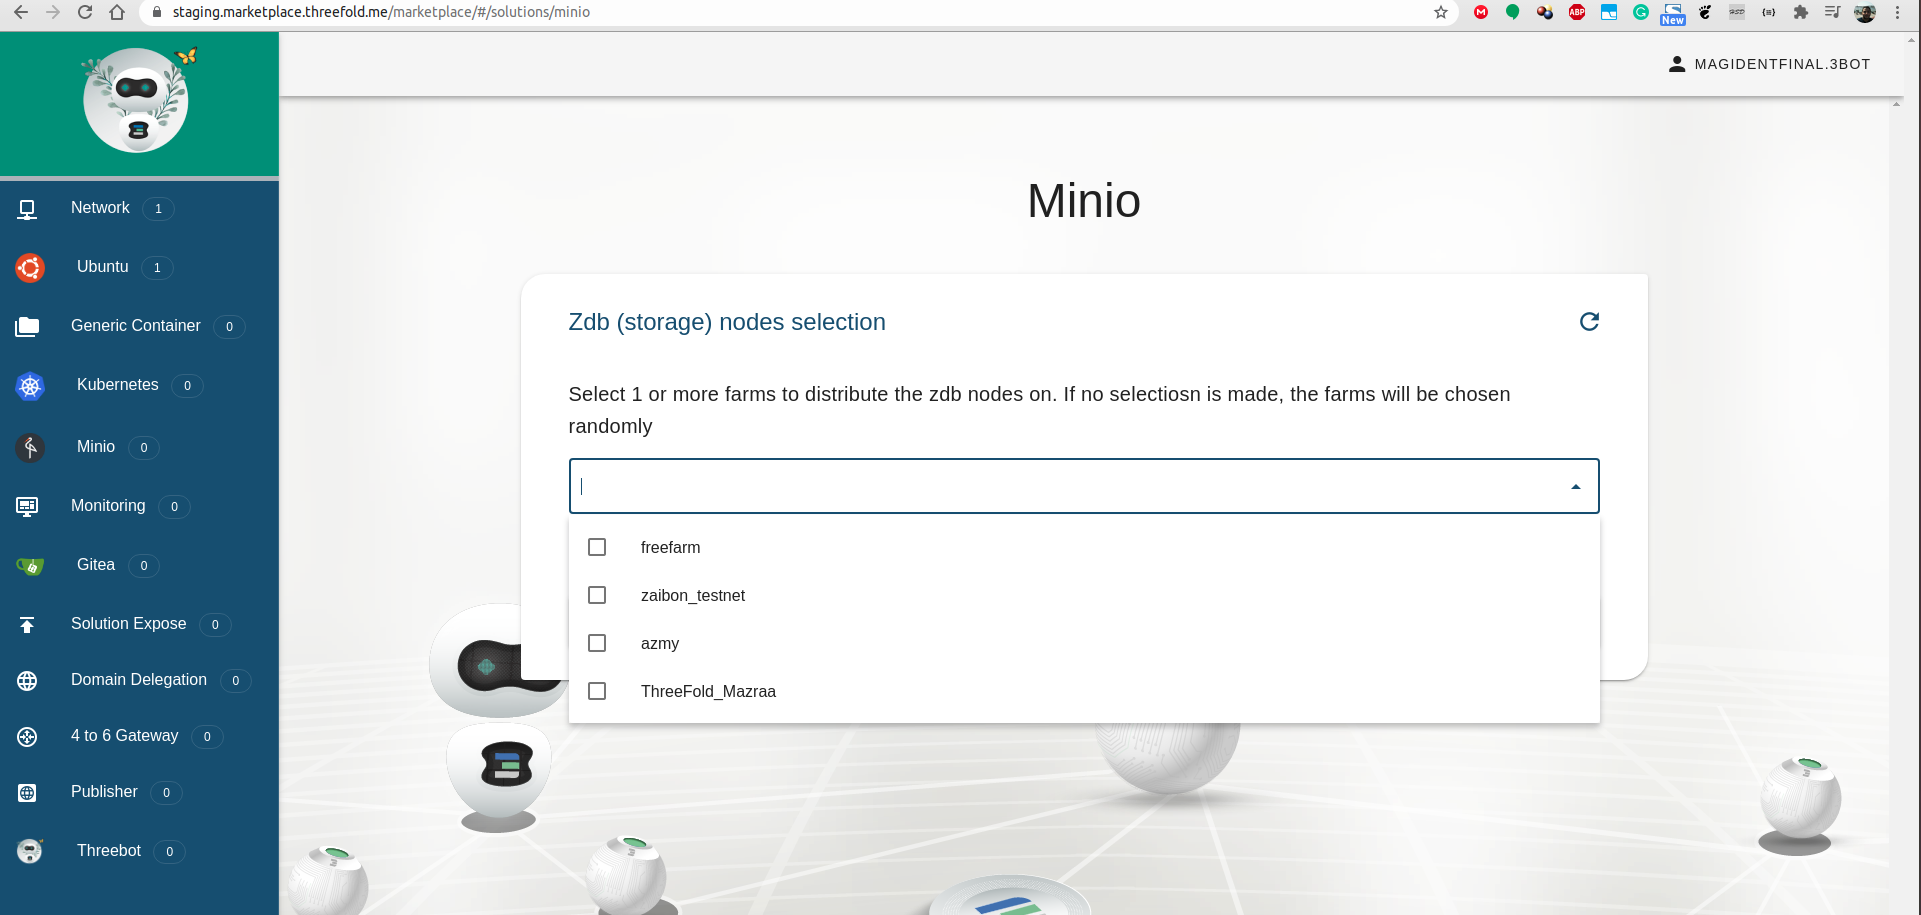 staging.marketplace.threefold.me/marketplace/#/solutions/minio
ABP
New
MAGIDENTFINAL.3BOT
Network 1
Ubuntu 1
Generic Container 0
Kubernetes 0
Minio 0
Monitoring 0
Gitea 0
Solution Expose 0
Domain Delegation 0
4 to 6 Gateway 0
Publisher 0
Threebot 0
Minio
Zdb (storage) nodes selection
Select 1 or more farms to distribute the zdb nodes on. If no selectiosn is made, the farms will be chosen
randomly
freefarm
zaibon_testnet
azmy
ThreeFold_Mazraa